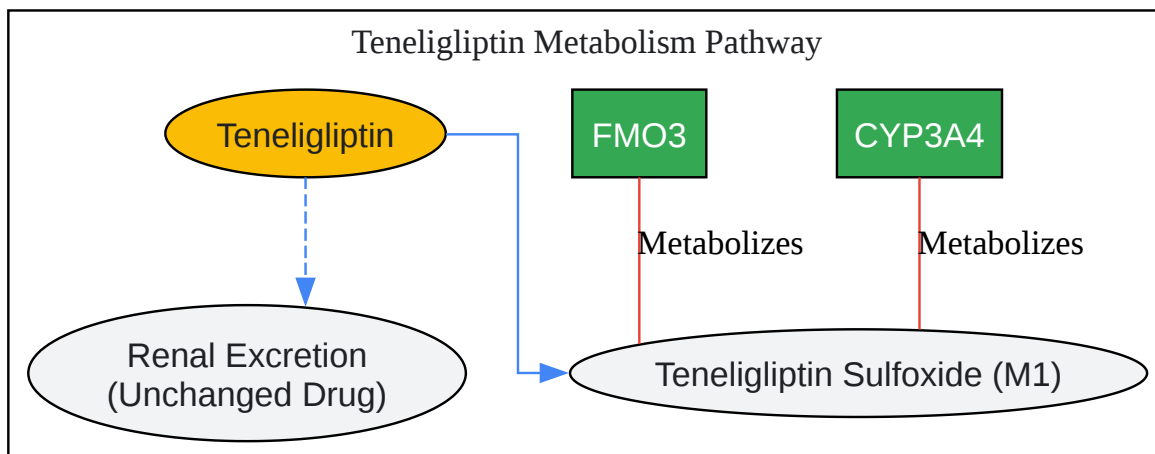 Teneligliptin Metabolism Pathway
Teneligliptin
FMO3
CYP3A4
Metabolizes
Metabolizes
Renal Excretion
(Unchanged Drug)
Teneligliptin Sulfoxide (M1)